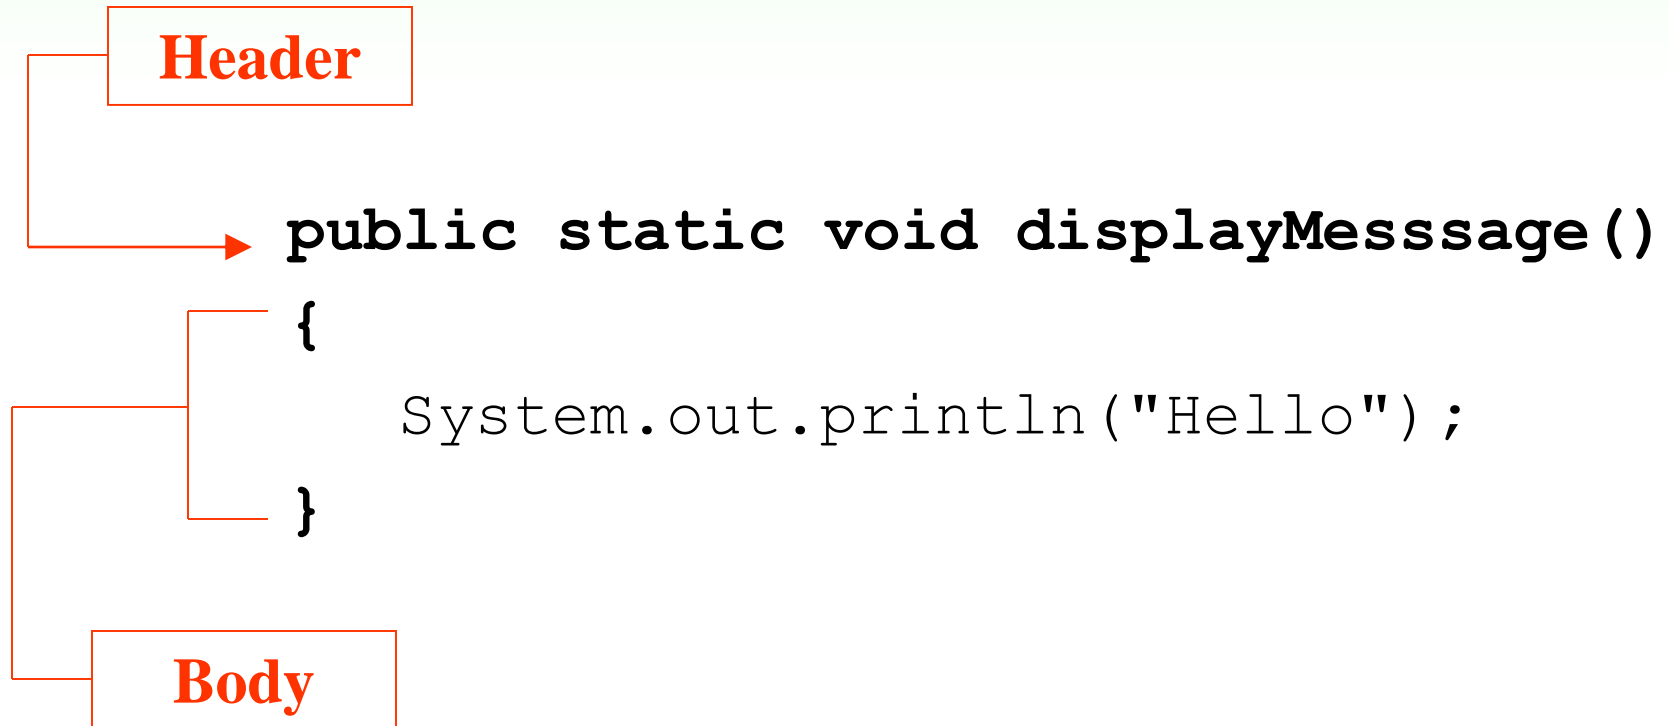 Header
public static void displayMesssage()
{
System.out.println("Hello");
}
Body